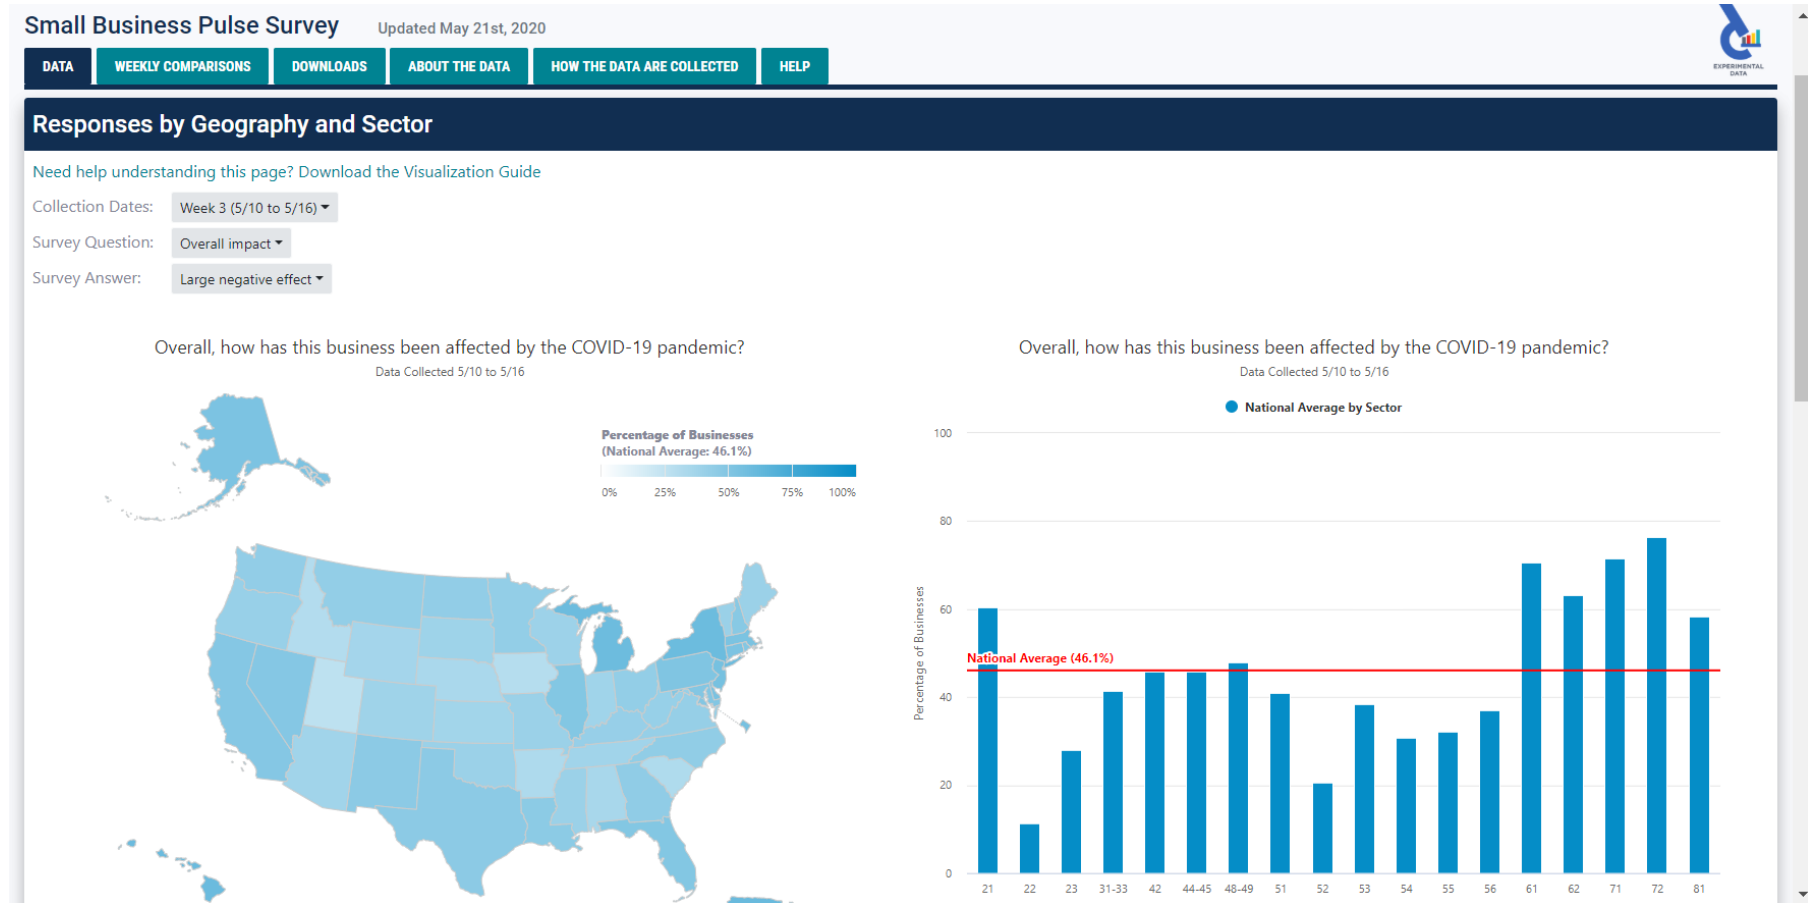 Small Business Pulse Survey Updated May 21st, 2020
EXPERIMENTAL
DATA
DATA WEEKLY COMPARISONS DOWNLOADS ABOUT THE DATA HOW THE DATA ARE COLLECTED HELP
Responses by Geography and Sector
Need help understanding this page? Download the Visualization Guide
Collection Dates: Week 3 (5/10 to 5/16)
Survey Question: Overall impact
Survey Answer: Large negative effect
Overall, how has this business been affected by the COVID-19 pandemic?
Data Collected 5/10 to 5/16
Percentage of Businesses
(National Average: 46.1%)
0% 25% 50% 75% 100%
Overall, how has this business been affected by the COVID-19 pandemic?
Data Collected 5/10 to 5/16
National Average by Sector
100
80
60
40
20
0
Percentage of Businesses
National Average (46.1%)
21 22 23 31-33 42 44-45 48-49 51 52 53 54 55 56 61 62 71 72 81